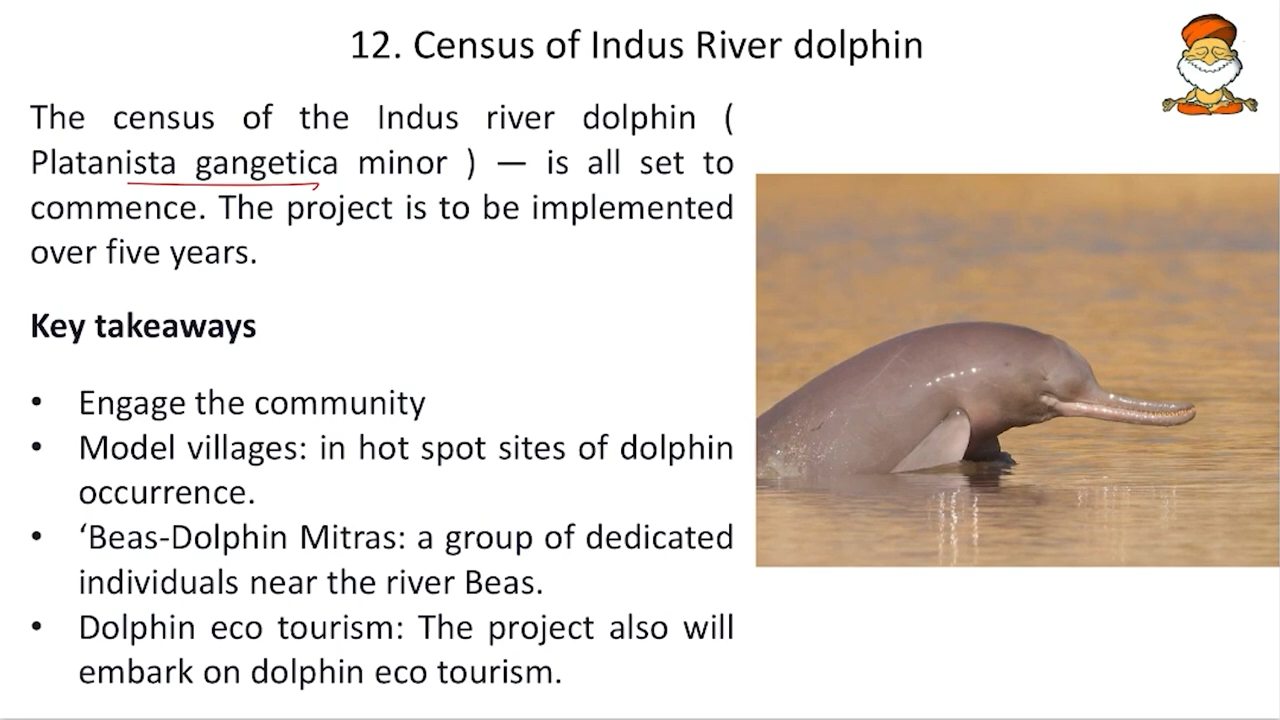 12. Census of Indus River dolphin
The census of the Indus river dolphin (
Platanista gangetica minor ) — is all set to
commence. The project is to be implemented
over five years.
Key takeaways
• Engage the community
• Model villages: in hot spot sites of dolphin
occurrence.
• ‘Beas-Dolphin Mitras: a group of dedicated
individuals near the river Beas.
• Dolphin eco tourism: The project also will
embark on dolphin eco tourism.